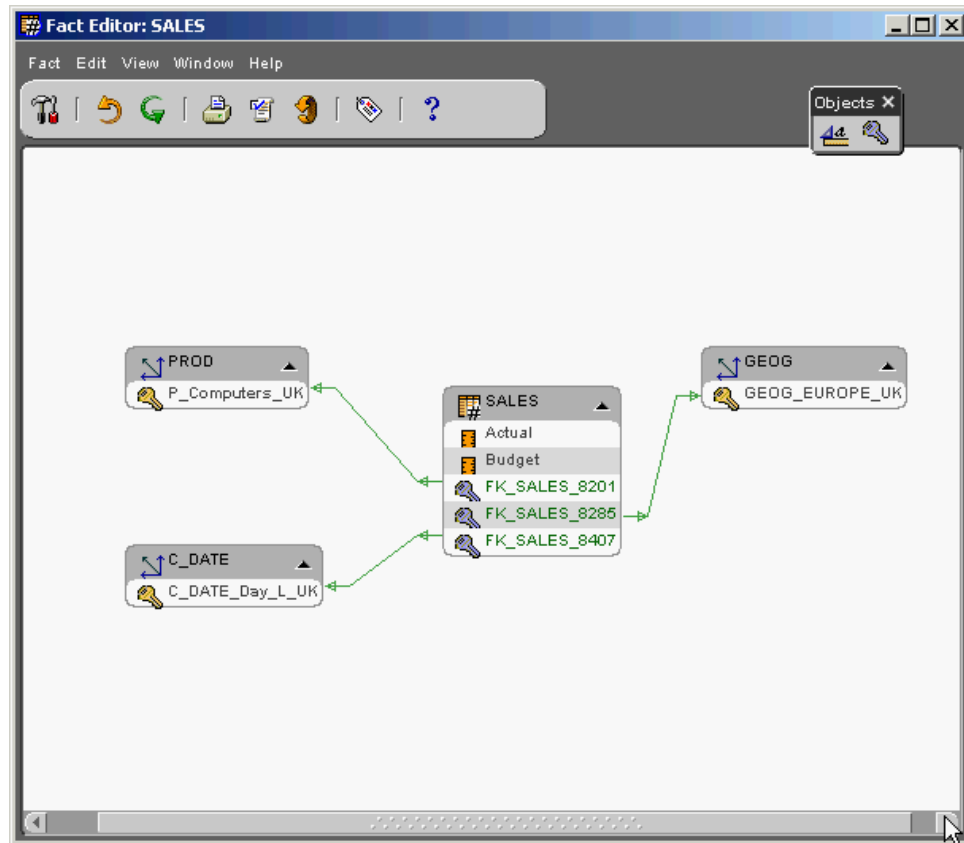 Fact Editor: SALES
Fact Edit View Window Help
Objects
PROD
P_Computers_UK
SALES
Actual
Budget
FK_SALES_8201
FK_SALES_8285
FK_SALES_8407
GEOG
GEOG_EUROPE_UK
C_DATE
C_DATE_Day_L_UK